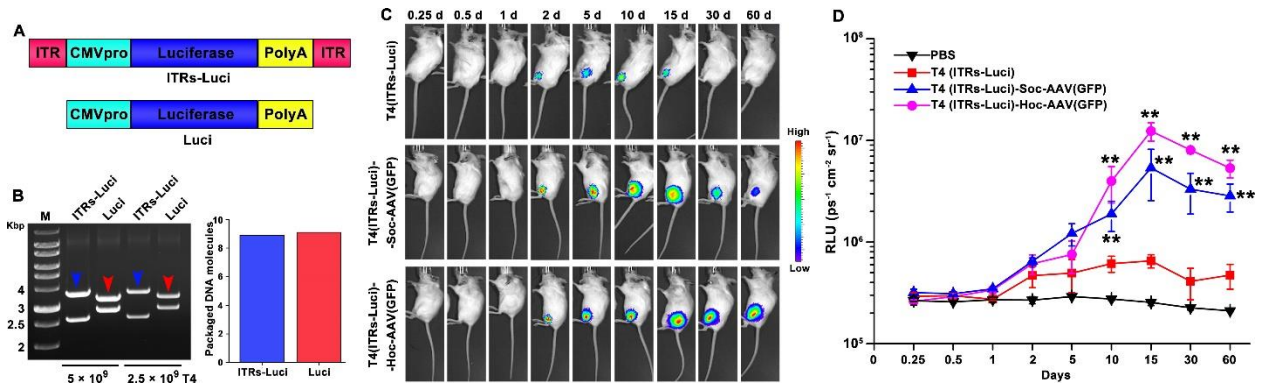 A
ITR CMVpro Luciferase PolyA ITR
ITRs-Luci
CMVpro Luciferase PolyA
Luci
B
Kbp M ITRs-Luci Luci ITRs-Luci Luci
4
3
2.5
2
5 × 10⁹ 2.5 × 10⁹ T4
Packaged DNA molecules
10
8
6
4
2
0
ITRs-Luci Luci
C
0.25 d 0.5 d 1 d 2 d 5 d 10 d 15 d 30 d 60 d
T4(ITRs-Luci)
T4(ITRs-Luci)-
-Soc-AAV(GFP)
T4(ITRs-Luci)-
-Hoc-AAV(GFP)
High
Low
D
PBS
T4 (ITRs-Luci)
T4 (ITRs-Luci)-Soc-AAV(GFP)
T4 (ITRs-Luci)-Hoc-AAV(GFP)
RLU (ps⁻¹ cm⁻² sr⁻¹)
10⁸
10⁷
10⁶
10⁵
** ** ** **
** ** ** **
0 0.25 0.5 1 2 5 10 15 30 60
Days